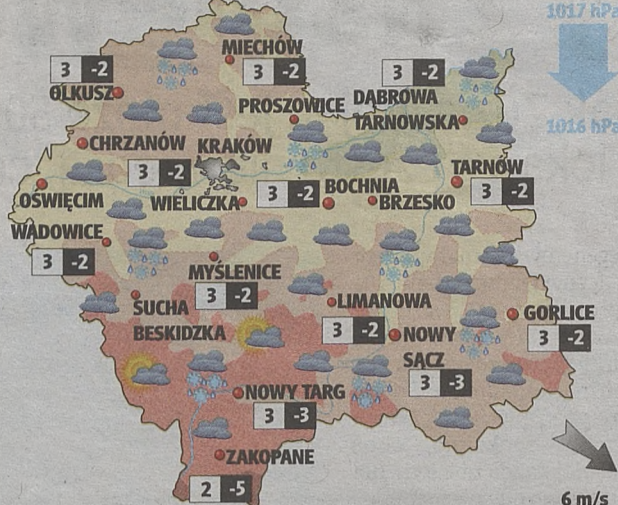 1017 hPa
MIECHÓW
3 -2
3 -2
3 -2
OLKUSZ
PROSZOWICE
DĄBROWA
TARNOWSKA
1016 hPa
CHRZANÓW
KRAKÓW
3 -2
TARNÓW
3 -2
OŚWIĘCIM
WIELICZKA
3 -2
BOCHNIA
BRZESKO
WADOWICE
3 -2
MYŚLENICE
3 -2
SUCHA
BESKIDZKA
LIMANOWA
3 -2
GORLICE
3 -2
NOWY
SĄCZ
3 -3
NOWY TARG
3 -3
ZAKOPANE
2 -5
6 m/s